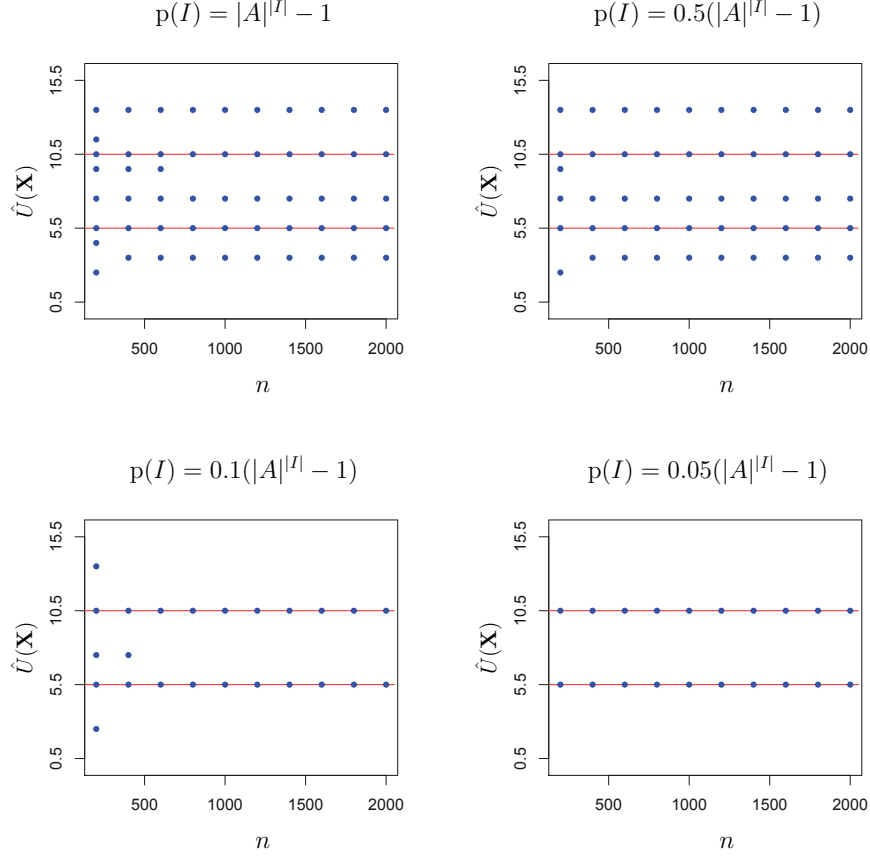 p(I) = |A|^{|I|} − 1
15.5
10.5
5.5
0.5
Û(X)
500 1000 1500 2000
n
p(I) = 0.5(|A|^{|I|} − 1)
15.5
10.5
5.5
0.5
Û(X)
500 1000 1500 2000
n
p(I) = 0.1(|A|^{|I|} − 1)
15.5
10.5
5.5
0.5
Û(X)
500 1000 1500 2000
n
p(I) = 0.05(|A|^{|I|} − 1)
15.5
10.5
5.5
0.5
Û(X)
500 1000 1500 2000
n